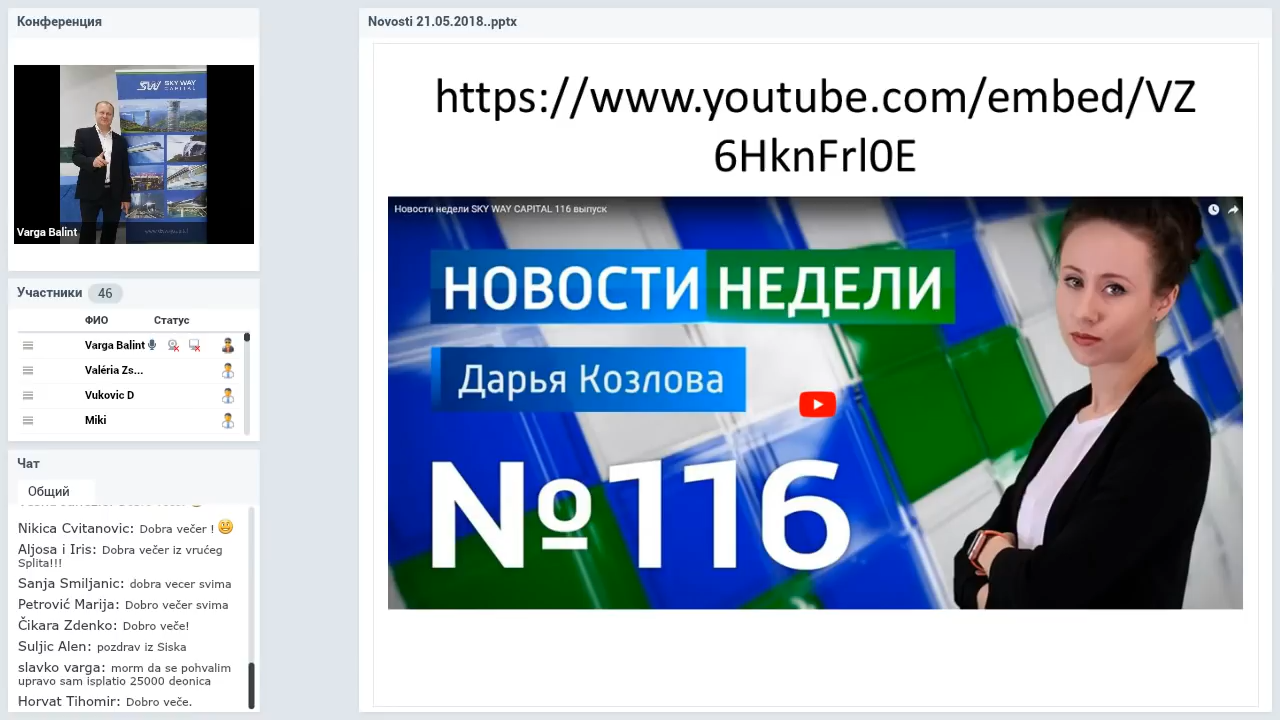 Конференция
SW SKY WAY
CAPITAL
Varga Balint
Участники 46
ФИО Статус
Varga Balint
Valéria Zs...
Vukovic D
Miki
Чат
Общий
Nikica Cvitanovic: Dobra večer !
Aljosa i Iris: Dobra večer iz vrućeg
Splita!!!
Sanja Smiljanic: dobra vecer svima
Petrović Marija: Dobro večer svima
Čikara Zdenko: Dobro veče!
Suljic Alen: pozdrav iz Siska
slavko varga: morm da se pohvalim
upravo sam isplatio 25000 deonica
Horvat Tihomir: Dobro veče.
Novosti 21.05.2018..pptx
https://www.youtube.com/embed/VZ
6HknFrl0E
Новости недели SKY WAY CAPITAL 116 выпуск
НОВОСТИ НЕДЕЛИ
Дарья Козлова
№116